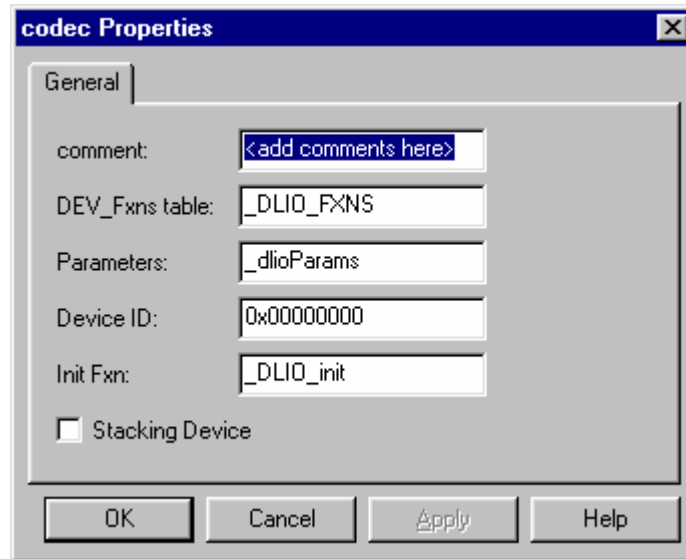 codec Properties
General
comment: <add comments here>
DEV_Fxns table: _DLIO_FXNS
Parameters: _dlioParams
Device ID: 0x00000000
Init Fxn: _DLIO_init
Stacking Device
OK Cancel Apply Help